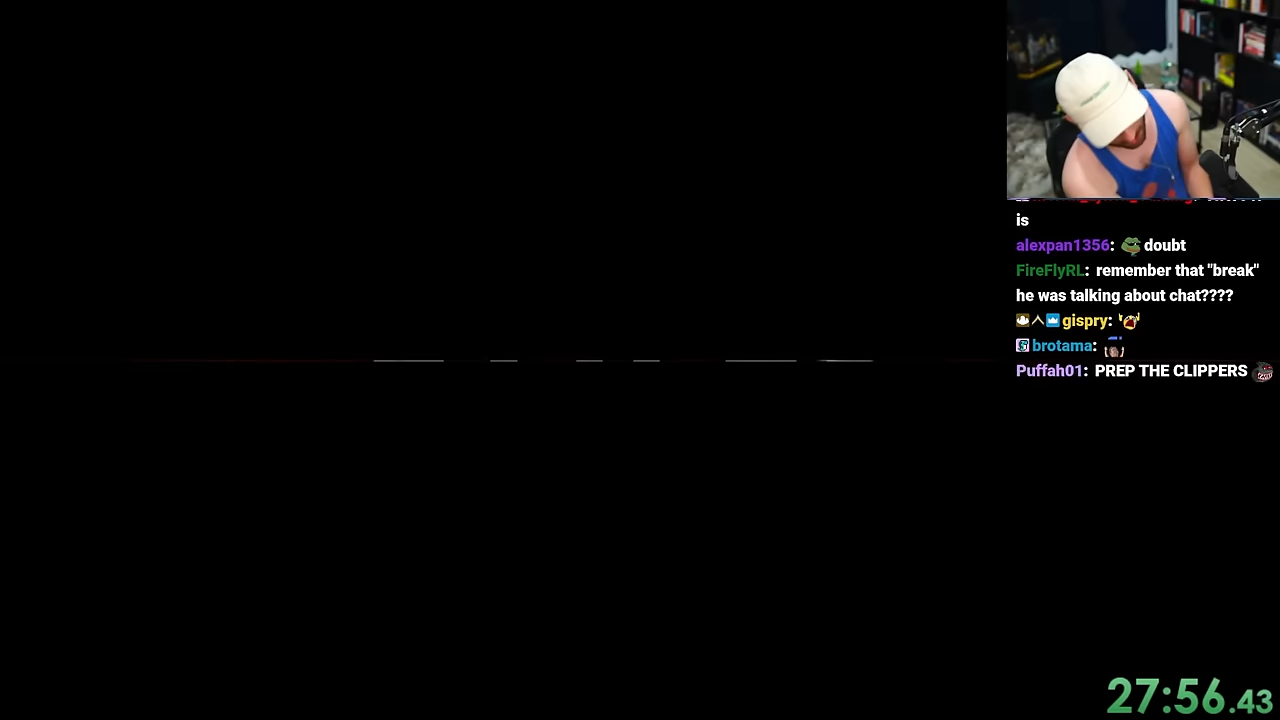 is
alexpan1356: doubt
FireFlyRL: remember that "break"
he was talking about chat????
gispry:
brotama:
Puffah01: PREP THE CLIPPERS
27:56.43